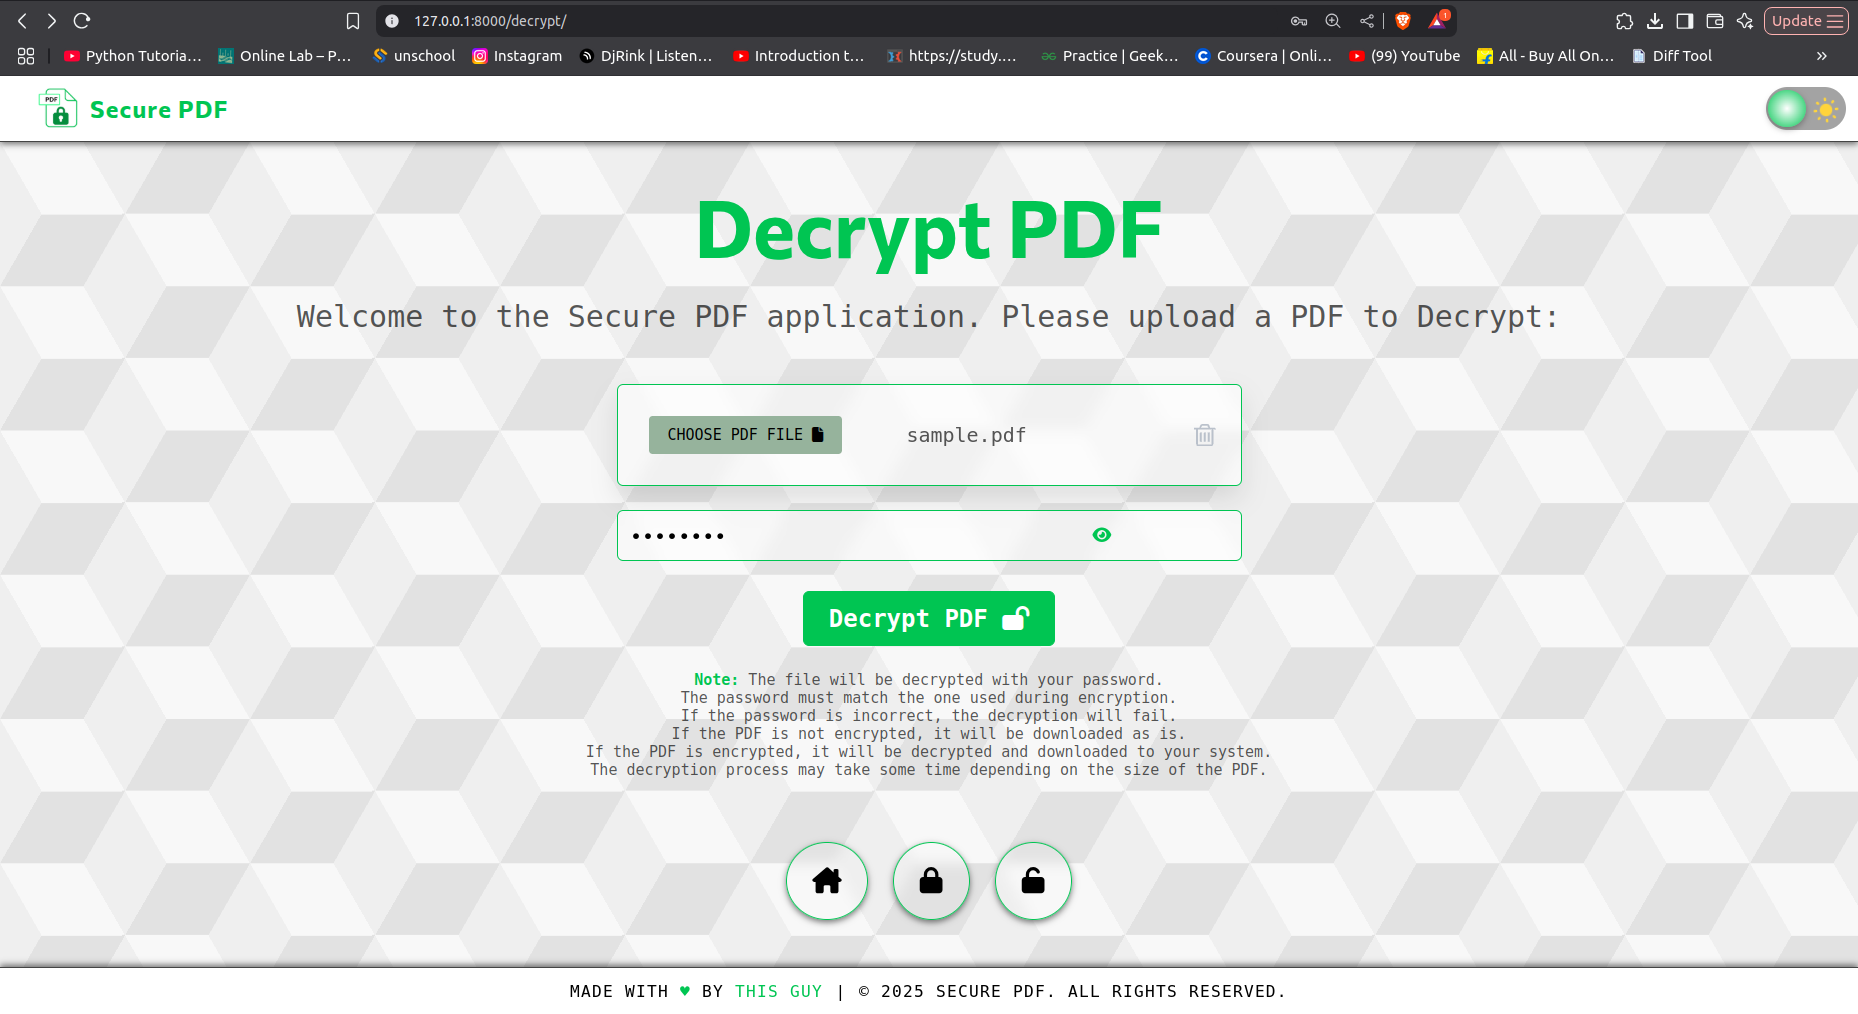 127.0.0.1:8000/decrypt/
1
Update
Python Tutoria...
Online Lab – P...
unschool
Instagram
DjRink | Listen...
Introduction t...
https://study....
Practice | Geek...
Coursera | Onli...
(99) YouTube
All - Buy All On...
Diff Tool
»
PDF
Secure PDF
Decrypt PDF
Welcome to the Secure PDF application. Please upload a PDF to Decrypt:
CHOOSE PDF FILE
sample.pdf
••••••••
Decrypt PDF
Note: The file will be decrypted with your password.
The password must match the one used during encryption.
If the password is incorrect, the decryption will fail.
If the PDF is not encrypted, it will be downloaded as is.
If the PDF is encrypted, it will be decrypted and downloaded to your system.
The decryption process may take some time depending on the size of the PDF.
MADE WITH ♥ BY THIS GUY | © 2025 SECURE PDF. ALL RIGHTS RESERVED.